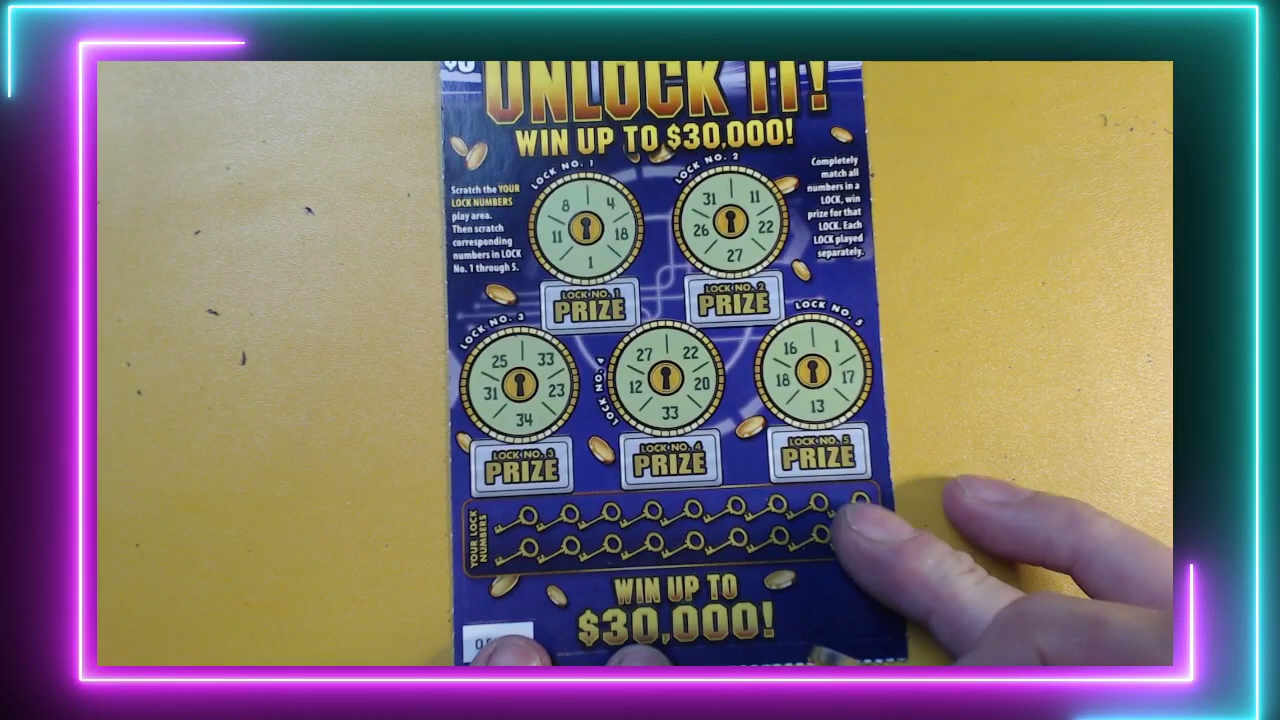 UNLOCK IT!
WIN UP TO $30,000!
LOCK NO. 1
LOCK NO. 2
Scratch the YOUR
LOCK NUMBERS
play area.
Then scratch
corresponding
numbers in LOCK
No. 1 through 5.
8 4
11 18
1
31 11
26 22
27
Completely
match all
numbers in a
LOCK, win
prize for that
LOCK. Each
LOCK played
separately.
LOCK NO. 1
PRIZE
LOCK NO. 2
PRIZE
LOCK NO. 3
LOCK NO. 4
LOCK NO. 5
25 33
31 23
34
27 22
12 20
33
16 1
18 17
13
LOCK NO. 3
PRIZE
LOCK NO. 4
PRIZE
LOCK NO. 5
PRIZE
YOUR LOCK
NUMBERS
WIN UP TO
$30,000!